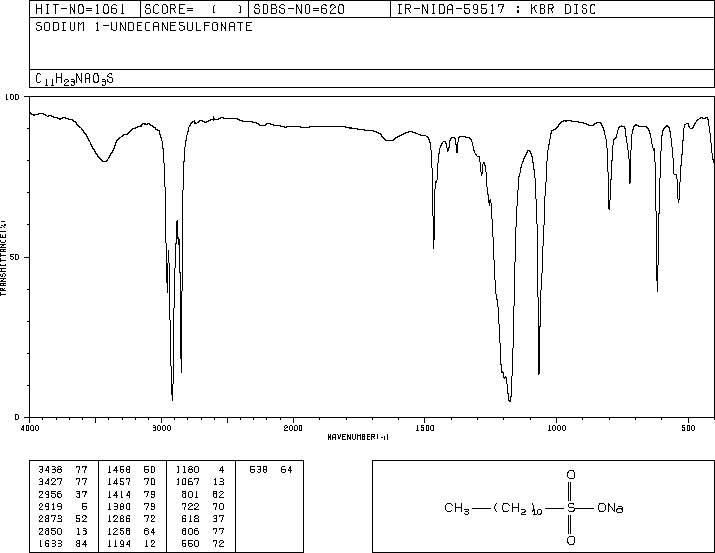 HIT-NO=1061 SCORE= ( ) SDBS-NO=620 IR-NIDA-59517 : KBR DISC
SODIUM 1-UNDECANESULFONATE
C11H23NAO3S
100
50
0
TRANSMITTANCE(%)
4000 3000 2000 1500 1000 500
WAVENUMBER(-1)
3438 77 1468 50 1180 4 538 64
3427 77 1457 70 1067 13
2956 37 1414 79 801 62
2919 5 1380 79 722 70
2873 52 1286 72 618 37
2850 13 1258 64 806 77
1633 84 1194 12 550 72
O
CH3 (CH2)10 S ONa
O